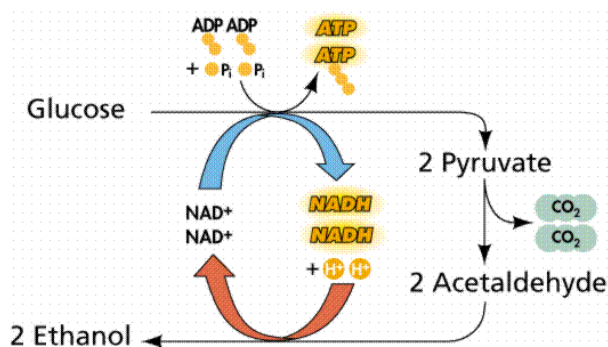 ADP ADP
+ Pi Pi
ATP
ATP
Glucose
2 Pyruvate
CO2
CO2
NAD+
NAD+
NADH
NADH
+ H+ H+
2 Acetaldehyde
2 Ethanol